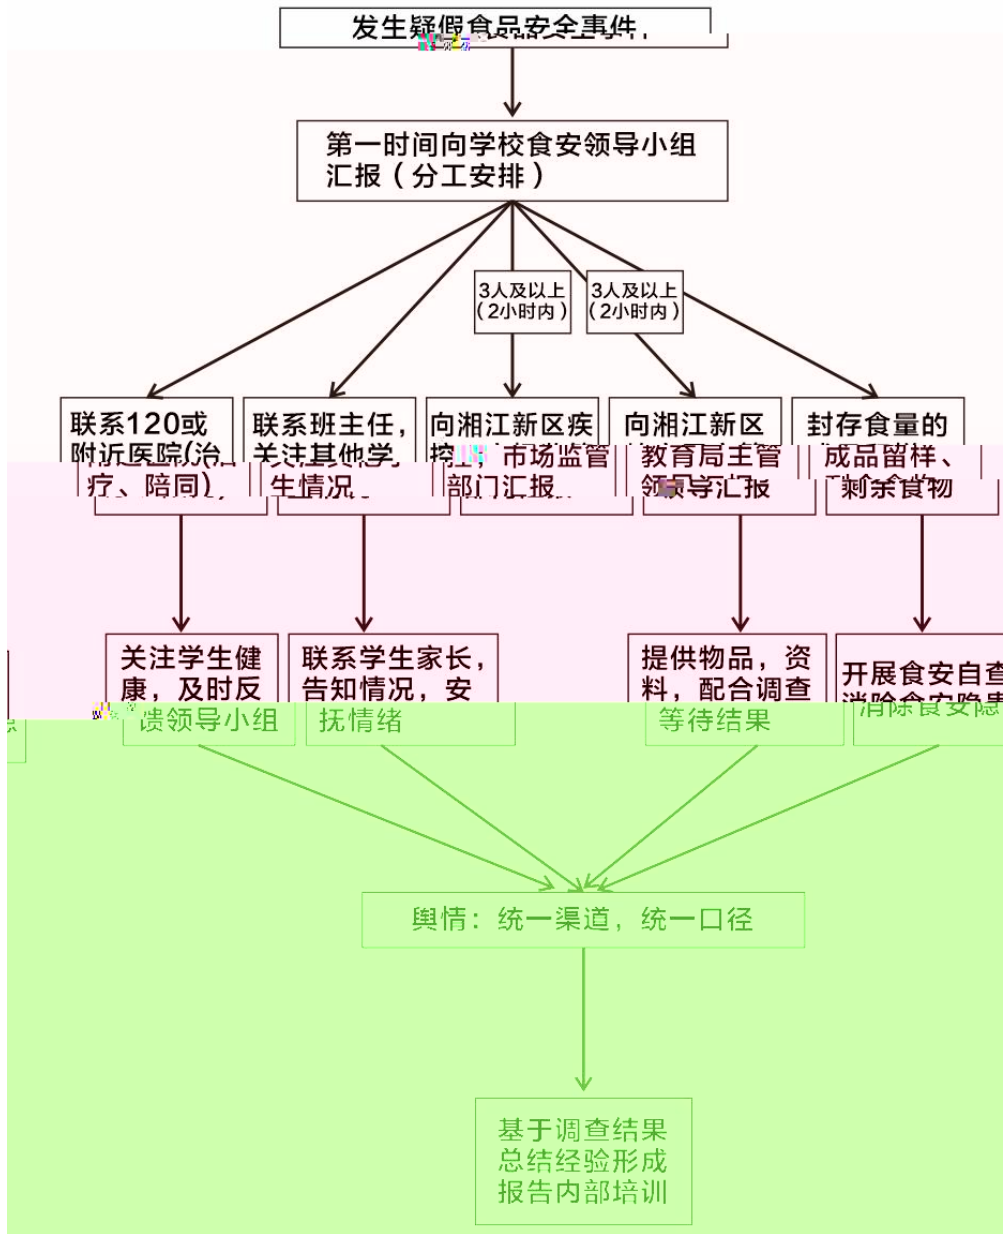 发生疑假食品安全事件
第一时间向学校食安领导小组
汇报（分工安排）
3人及以上
（2小时内）
3人及以上
（2小时内）
联系120或
附近医院(治
疗、陪同)
联系班主任，
关注其他学
生情况
向湘江新区疾
控，市场监管
部门汇报
向湘江新区
教育局主管
领导汇报
封存食量的
成品留样、
剩余食物
关注学生健
康，及时反
馈领导小组
联系学生家长，
告知情况，安
抚情绪
提供物品，资
料，配合调查
等待结果
开展食安自查
消除食安隐患
舆情：统一渠道，统一口径
基于调查结果
总结经验形成
报告内部培训